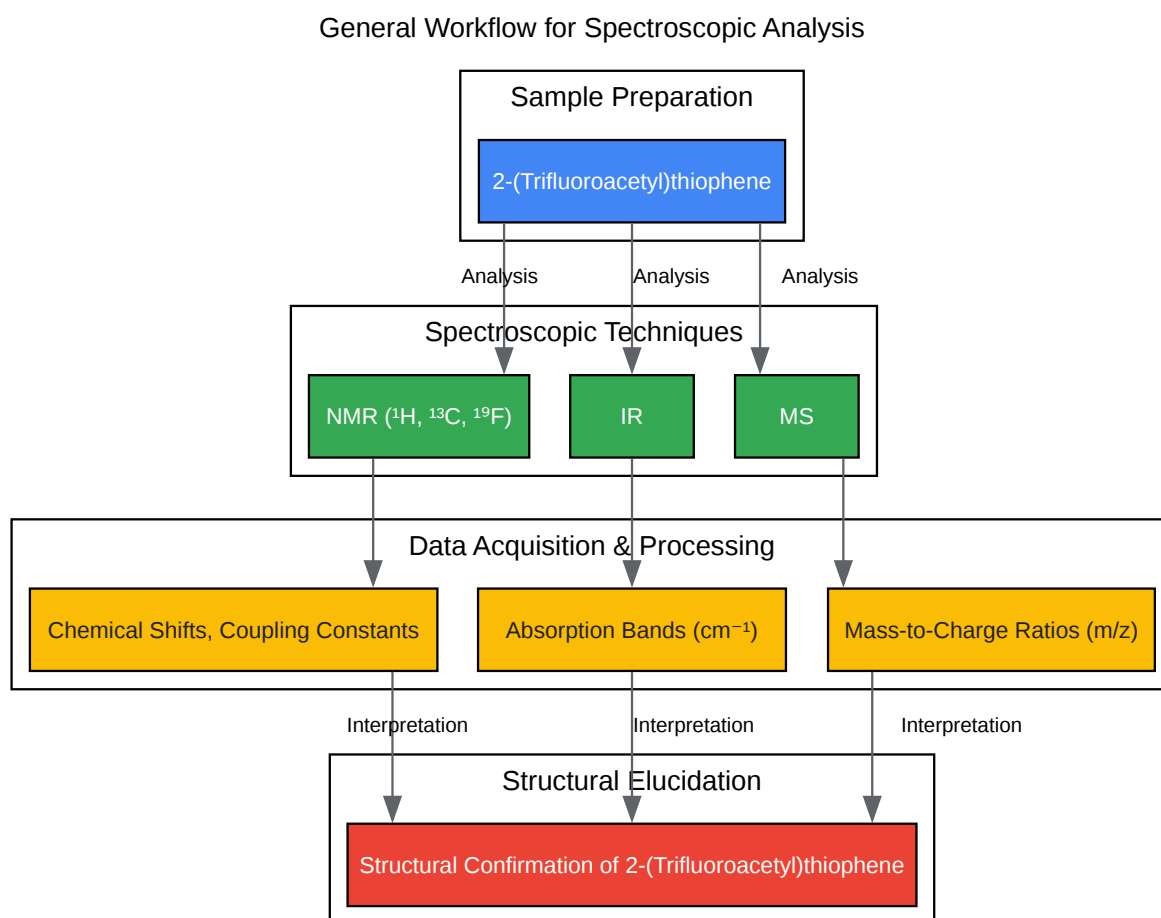 General Workflow for Spectroscopic Analysis
Sample Preparation
2-(Trifluoroacetyl)thiophene
Analysis
Analysis
Analysis
Spectroscopic Techniques
NMR (¹H, ¹³C, ¹⁹F)
IR
MS
Data Acquisition & Processing
Chemical Shifts, Coupling Constants
Absorption Bands (cm⁻¹)
Mass-to-Charge Ratios (m/z)
Interpretation
Interpretation
Interpretation
Structural Elucidation
Structural Confirmation of 2-(Trifluoroacetyl)thiophene